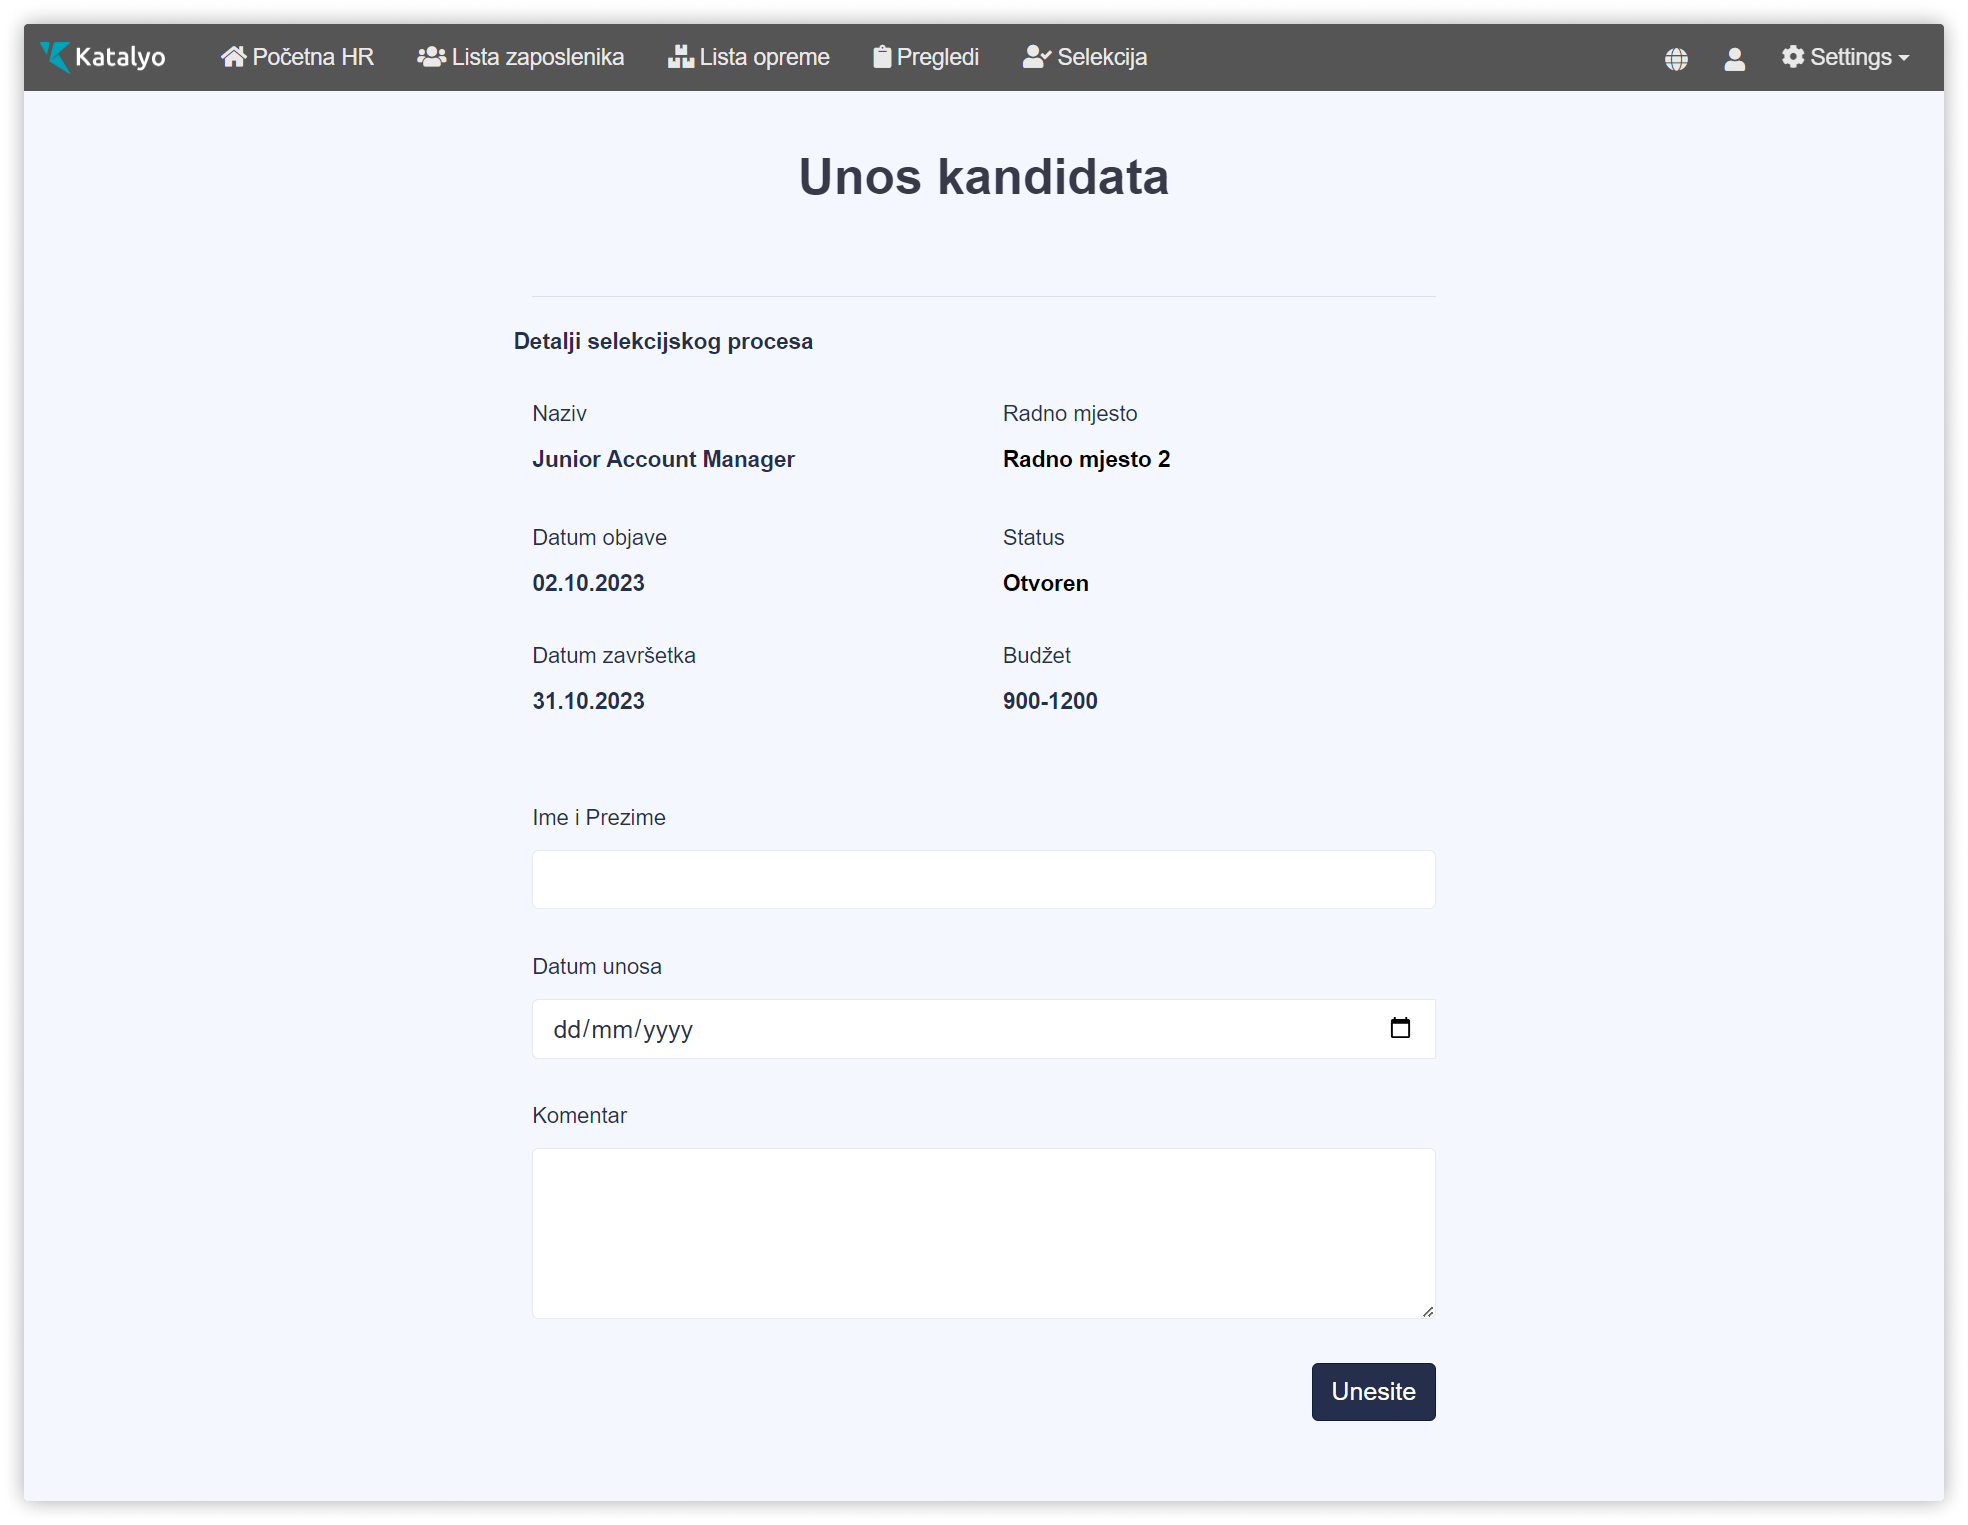 Katalyo Početna HR Lista zaposlenika Lista opreme Pregledi Selekcija Settings
Unos kandidata
Detalji selekcijskog procesa
Naziv Radno mjesto
Junior Account Manager Radno mjesto 2
Datum objave Status
02.10.2023 Otvoren
Datum završetka Budžet
31.10.2023 900-1200
Ime i Prezime
Datum unosa
dd/mm/yyyy
Komentar
Unesite